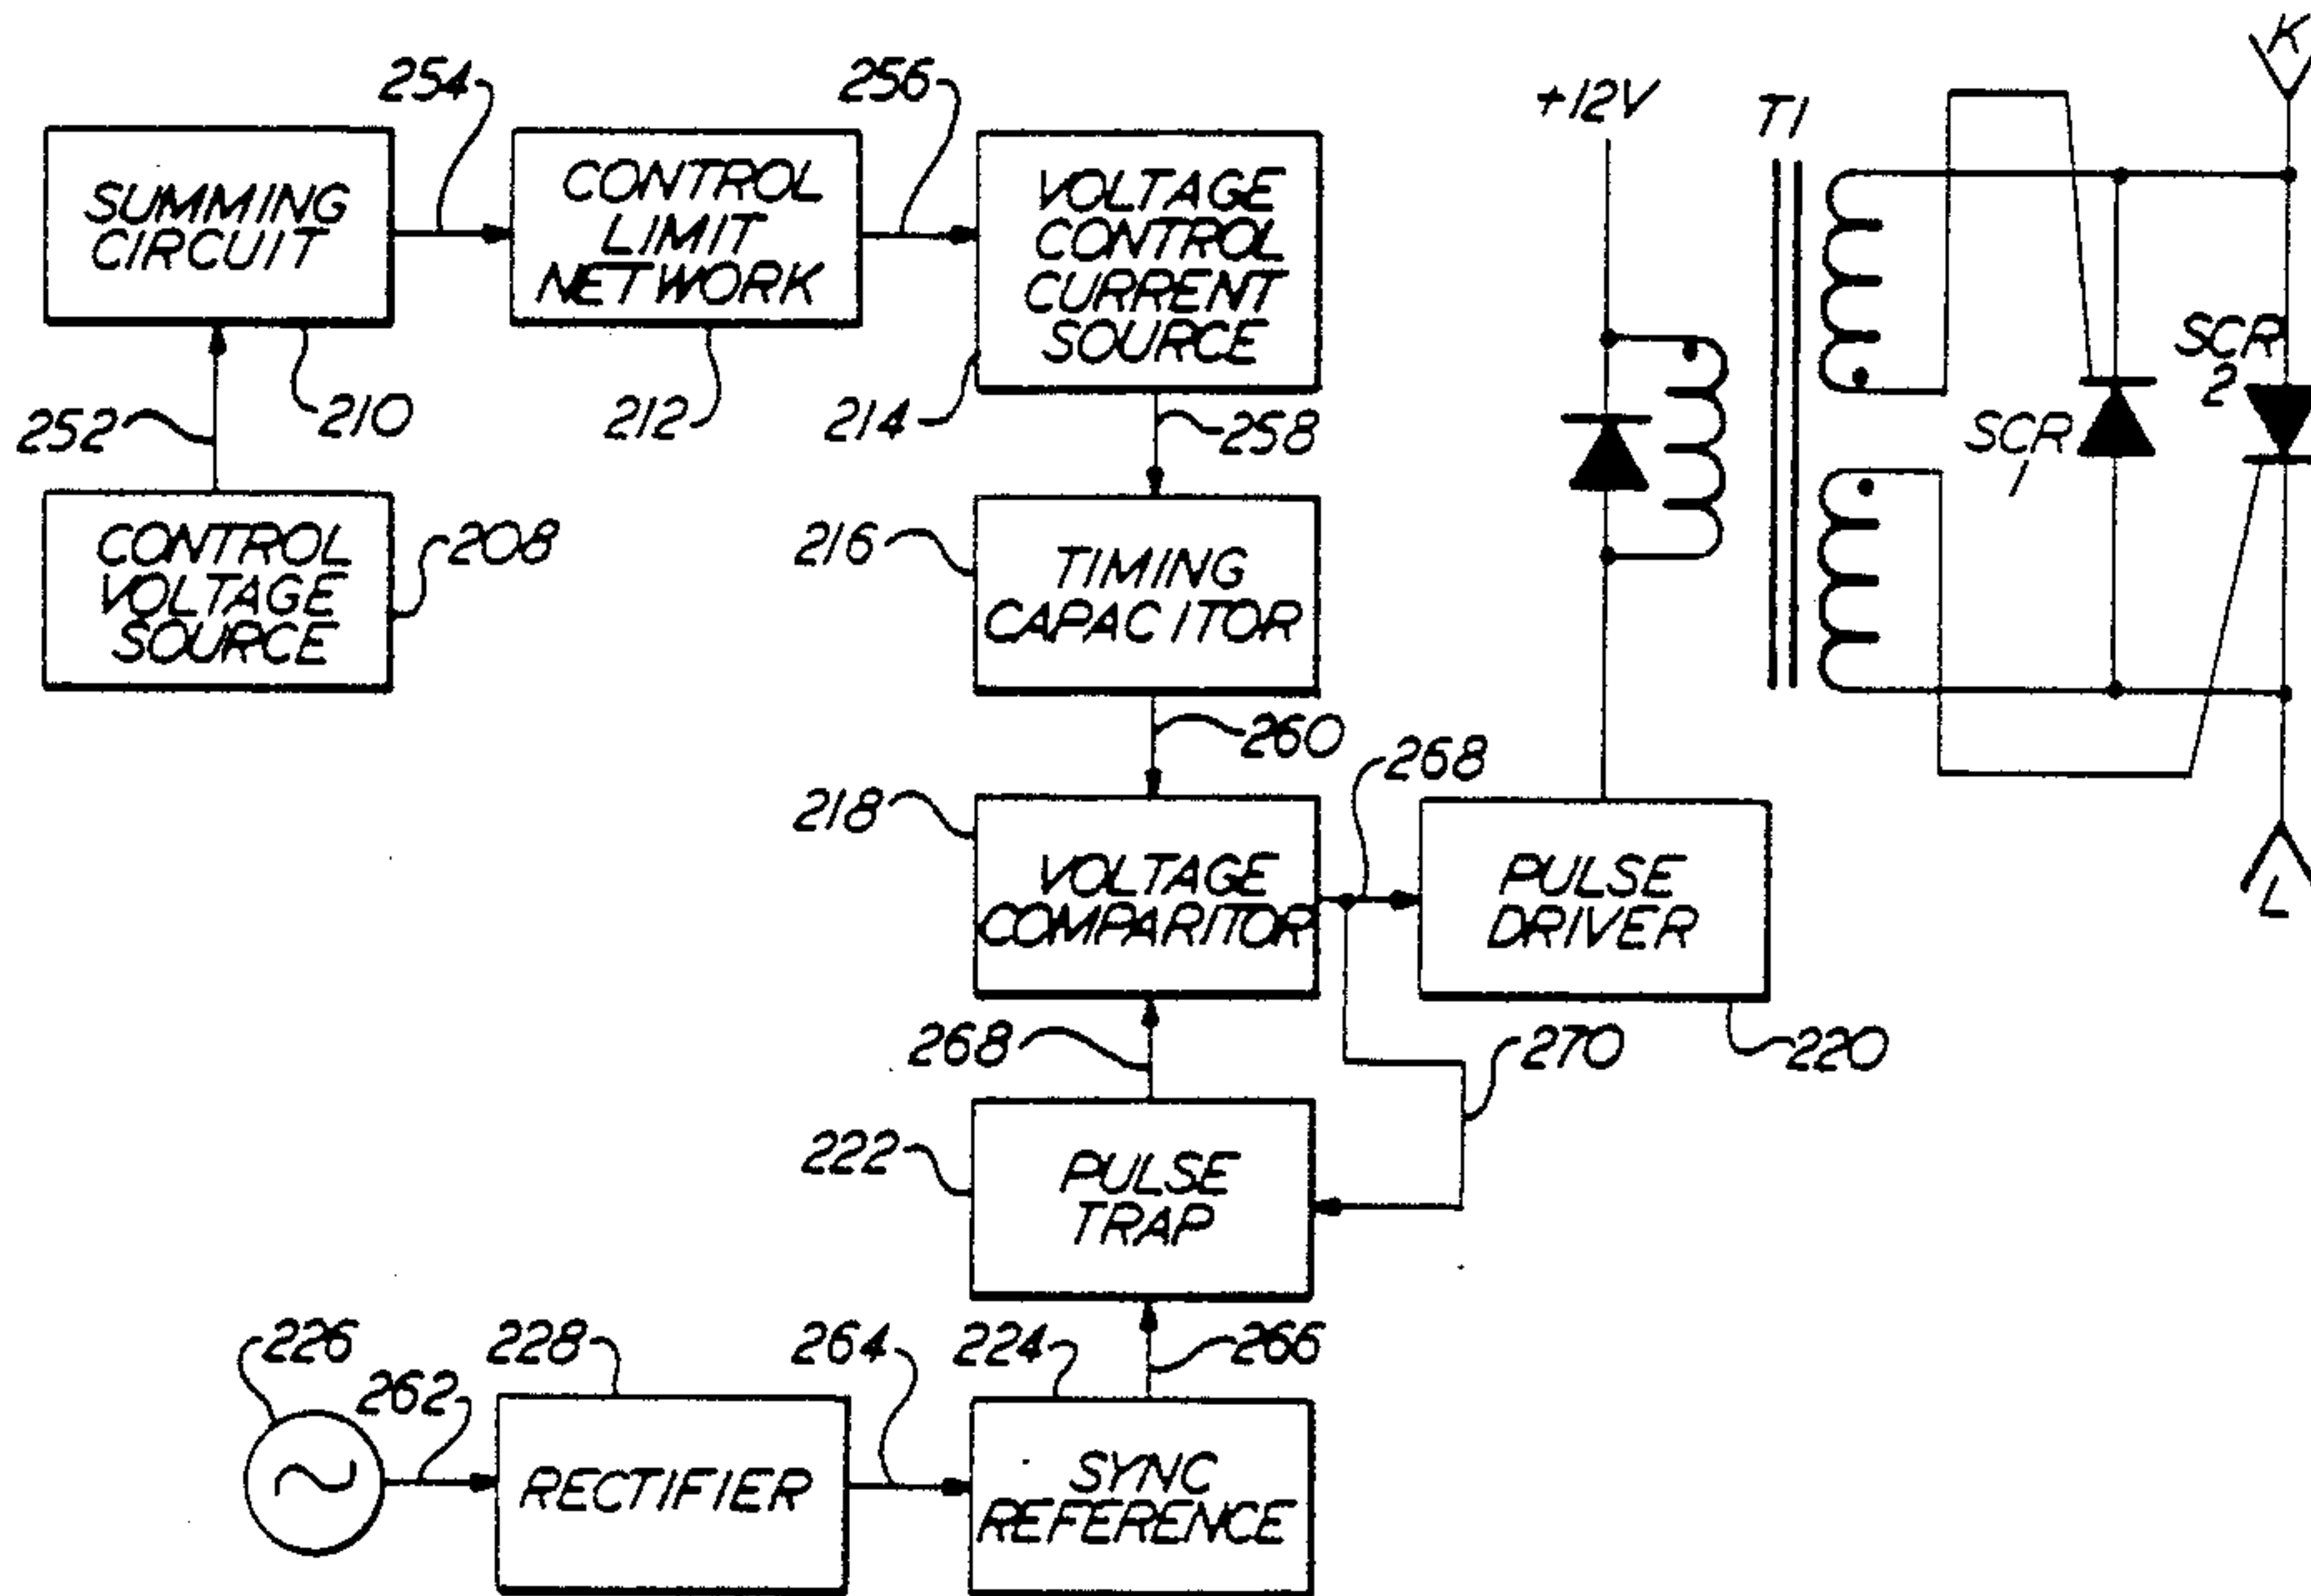 254
256
+12V
T1
K
SUMMING
CIRCUIT
CONTROL
LIMIT
NETWORK
VOLTAGE
CONTROL
CURRENT
SOURCE
SCR
2
252
210
212
214
258
SCR
1
CONTROL
VOLTAGE
SOURCE
208
216
TIMING
CAPACITOR
260
268
218
VOLTAGE
COMPARITOR
PULSE
DRIVER
L
268
270
220
222
PULSE
TRAP
226
262
228
264
224
266
RECTIFIER
SYNC
REFERENCE